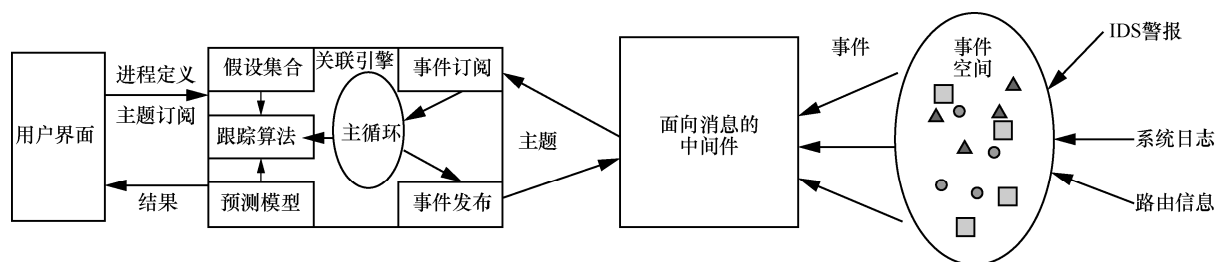 用户界面
进程定义
主题订阅
结果
假设集合
关联引擎
事件订阅
跟踪算法
主循环
预测模型
事件发布
主题
面向消息的
中间件
事件
事件
空间
IDS警报
系统日志
路由信息